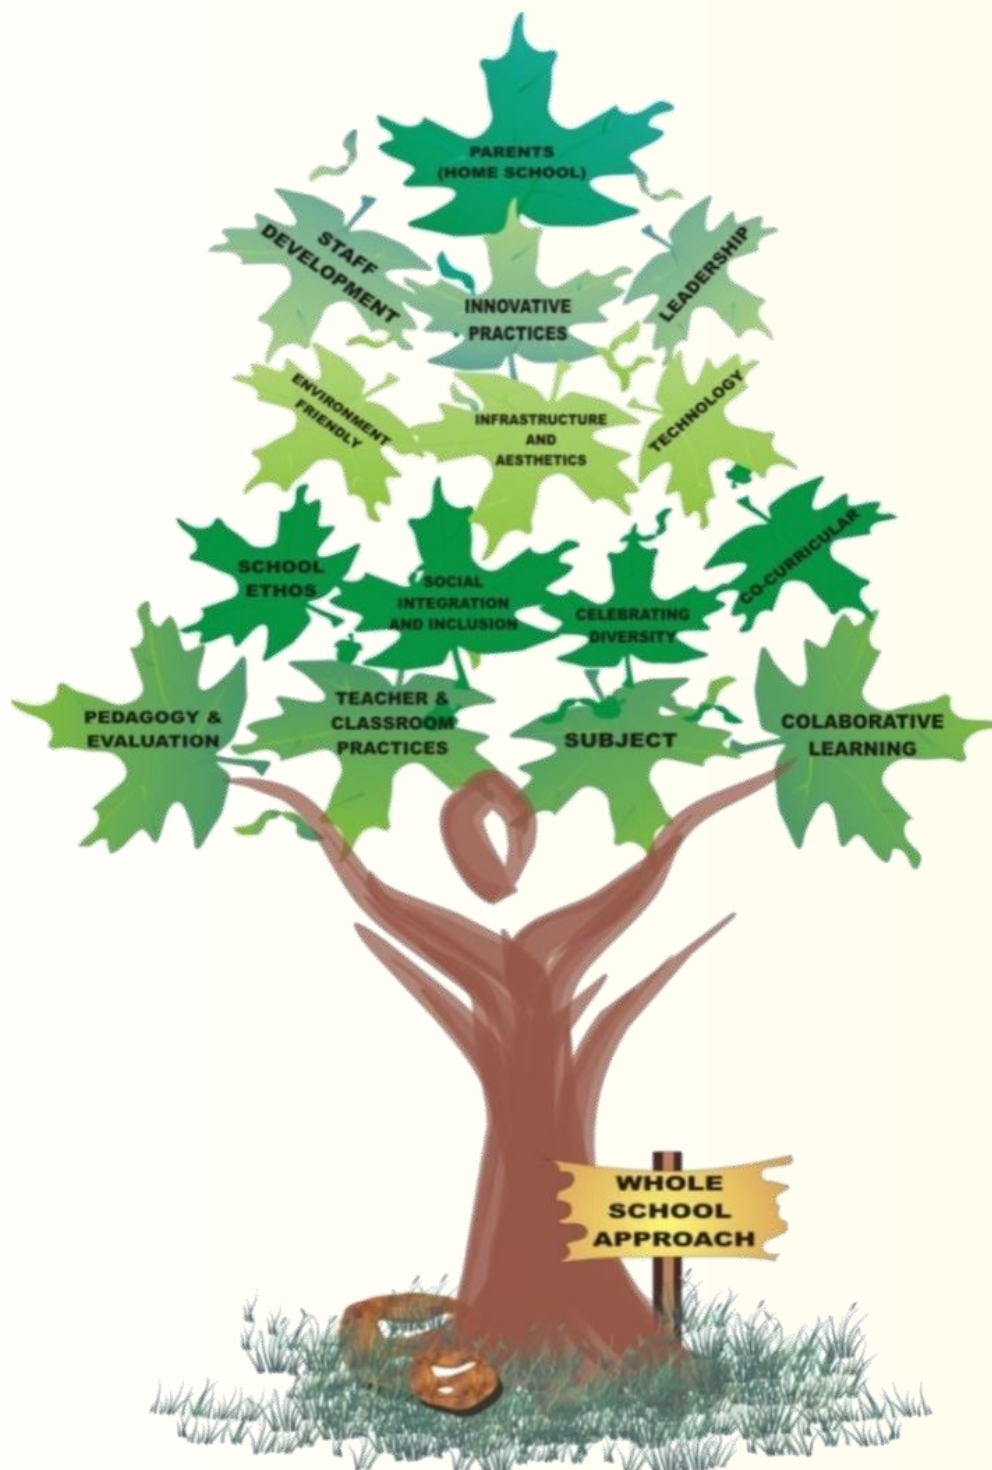 PARENTS
(HOME SCHOOL)
STAFF
DEVELOPMENT
INNOVATIVE
PRACTICES
LEADERSHIP
ENVIRONMENT
FRIENDLY
INFRASTRUCTURE
AND
AESTHETICS
TECHNOLOGY
SCHOOL
ETHOS
SOCIAL
INTEGRATION
AND INCLUSION
CELEBRATING
DIVERSITY
CO-CURRICULAR
PEDAGOGY &
EVALUATION
TEACHER &
CLASSROOM
PRACTICES
SUBJECT
COLABORATIVE
LEARNING
WHOLE
SCHOOL
APPROACH